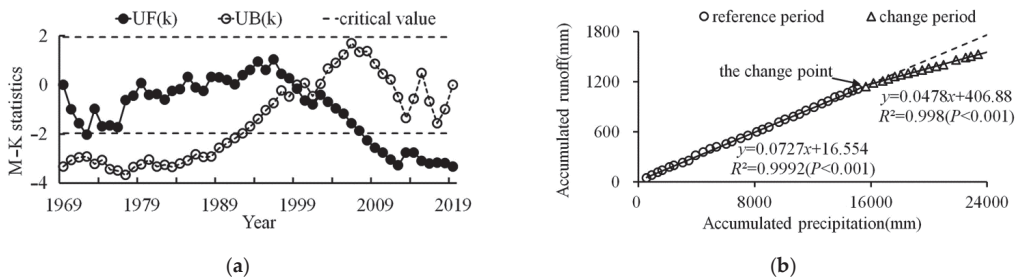 UF(k) UB(k) critical value
M-K statistics
2
0
-2
-4
1969 1979 1989 1999 2009 2019
Year
(a)
reference period change period
Accumulated runoff(mm)
1800
1200
600
0
the change point
y=0.0478x+406.88
R²=0.998(P<0.001)
y=0.0727x+16.554
R²=0.9992(P<0.001)
0 8000 16000 24000
Accumulated precipitation(mm)
(b)